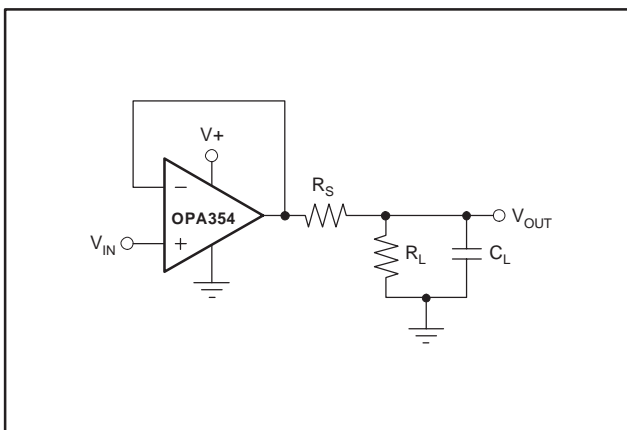 V+
R_S
−
OPA354
V_OUT
V_IN
+
R_L
C_L